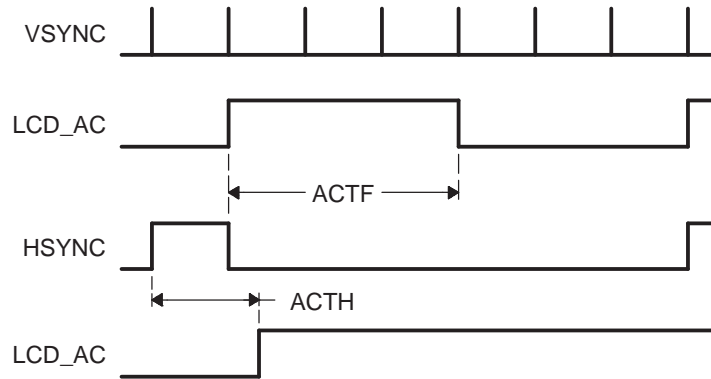 VSYNC
LCD_AC
ACTF
HSYNC
ACTH
LCD_AC